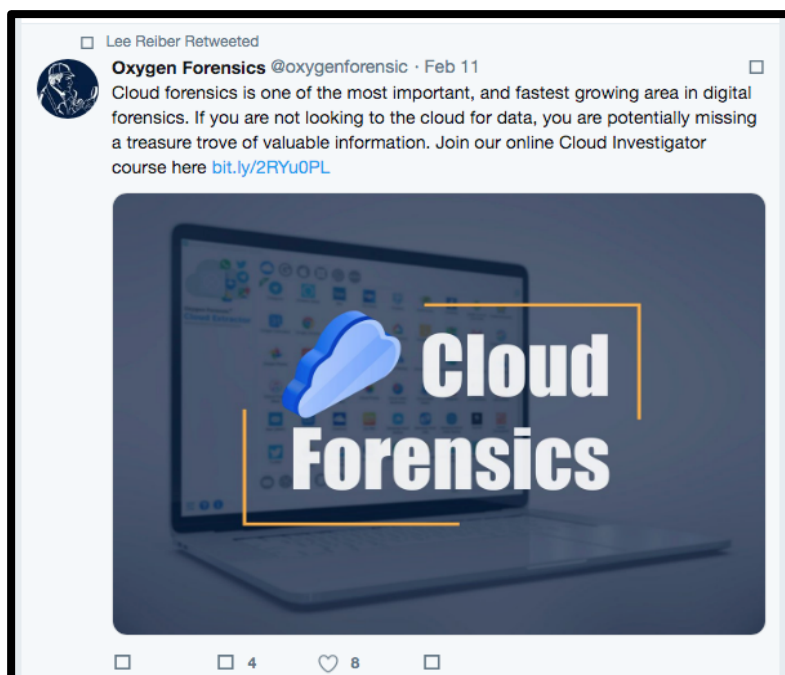 Lee Reiber Retweeted
Oxygen Forensics @oxygenforensic · Feb 11
Cloud forensics is one of the most important, and fastest growing area in digital
forensics. If you are not looking to the cloud for data, you are potentially missing
a treasure trove of valuable information. Join our online Cloud Investigator
course here bit.ly/2RYu0PL
Cloud Extractor
Cloud
Forensics
4 8